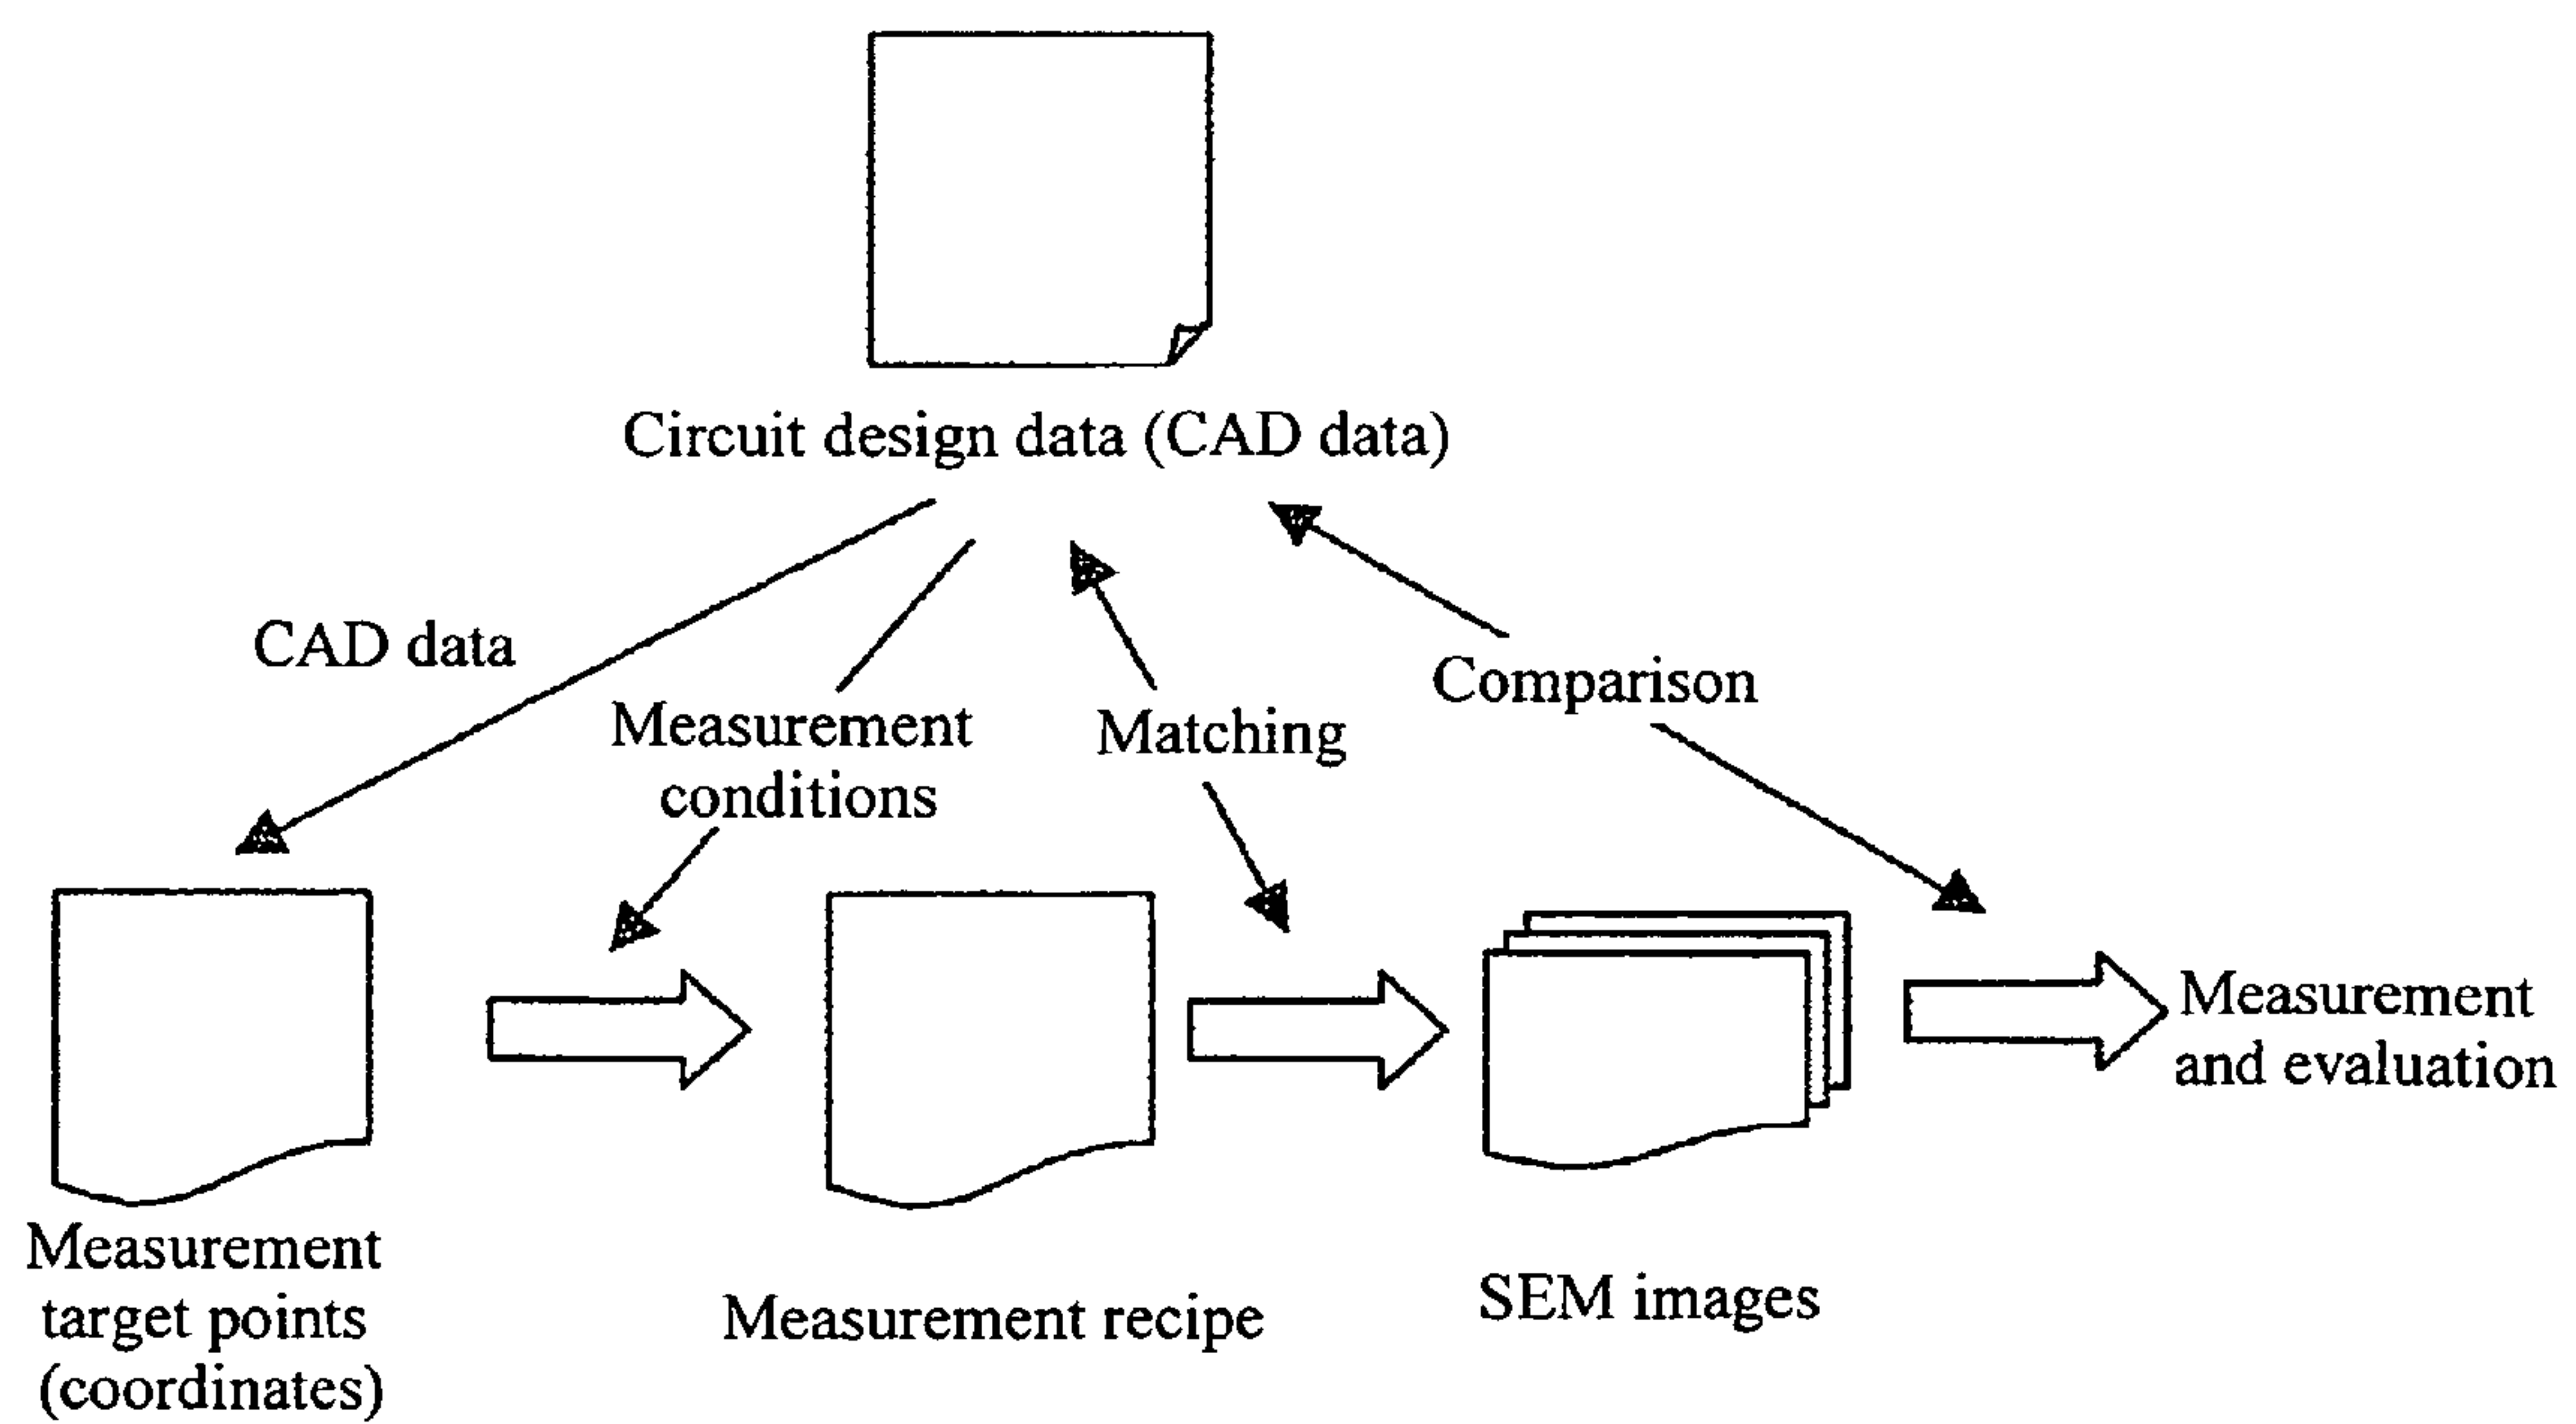 Circuit design data (CAD data)
CAD data
Measurement
conditions
Matching
Comparison
Measurement
and evaluation
Measurement
target points
(coordinates)
Measurement recipe
SEM images